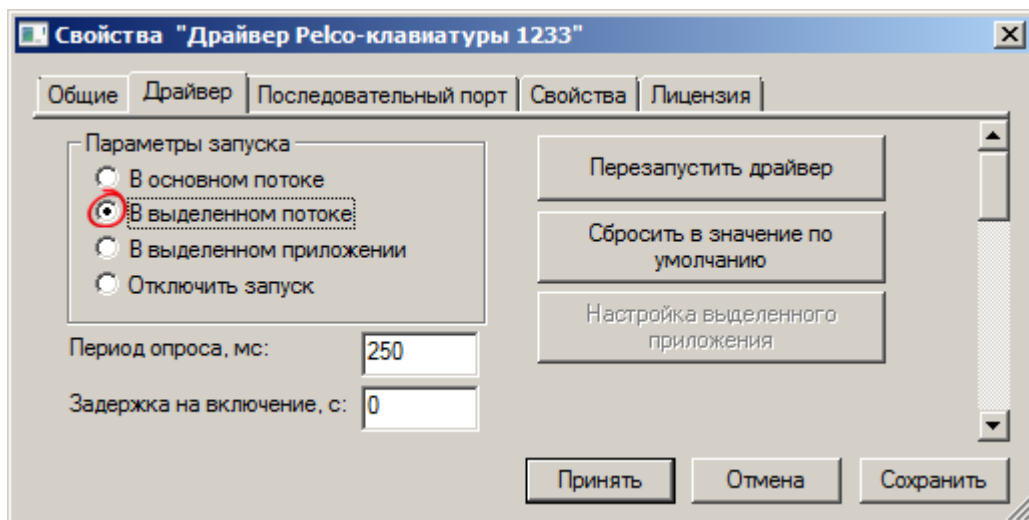 Свойства "Драйвер Pelco-клавиатуры 1233"
Общие Драйвер Последовательный порт Свойства Лицензия
Параметры запуска
В основном потоке
В выделенном потоке
В выделенном приложении
Отключить запуск
Период опроса, мс: 250
Задержка на включение, с: 0
Перезапустить драйвер
Сбросить в значение по
умолчанию
Настройка выделенного
приложения
Принять Отмена Сохранить